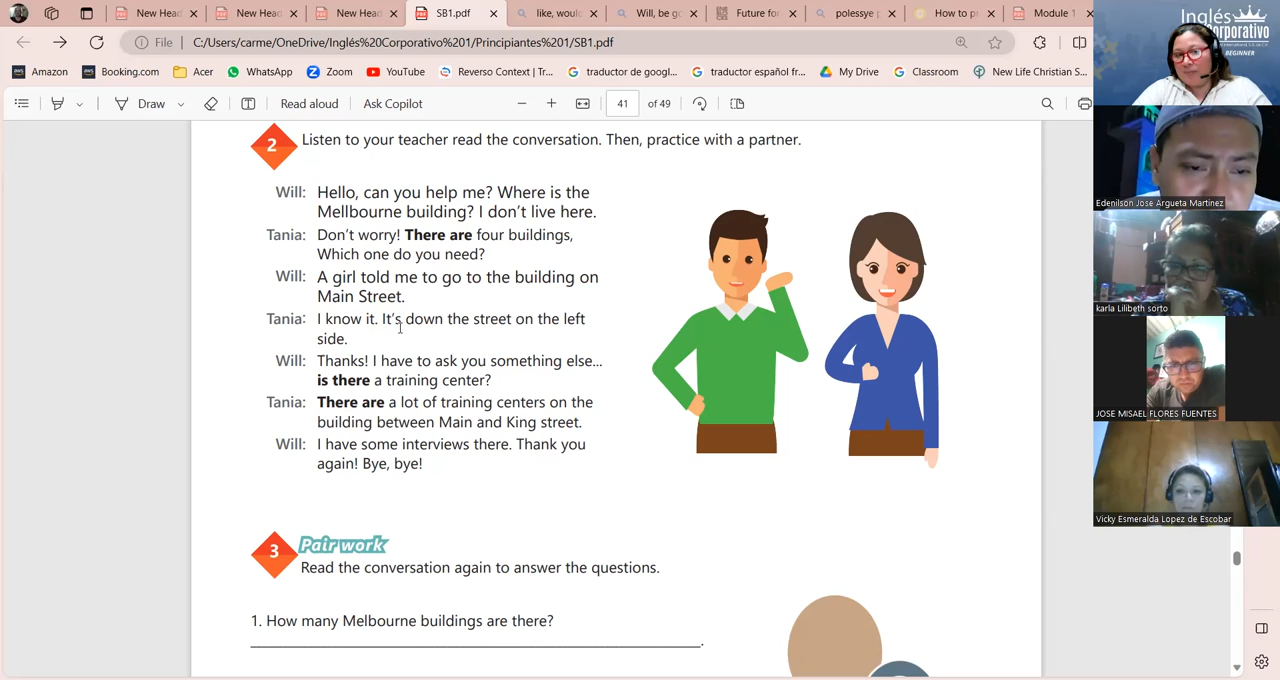 New Head
New Head
New Head
SB1.pdf
like, would
Will, be go
Future for
polessye p
How to pr
Module 1
File
C:/Users/carme/OneDrive/Inglés%20Corporativo%201/Principiantes%201/SB1.pdf
Amazon
Booking.com
Acer
WhatsApp
Zoom
YouTube
Reverso Context | Tr...
traductor de googl...
traductor español fr...
My Drive
Classroom
New Life Christian S...
Draw
Read aloud
Ask Copilot
41
of 49
2
Listen to your teacher read the conversation. Then, practice with a partner.
Will: Hello, can you help me? Where is the
Mellbourne building? I don't live here.
Tania: Don't worry! There are four buildings,
Which one do you need?
Will: A girl told me to go to the building on
Main Street.
Tania: I know it. It's down the street on the left
side.
Will: Thanks! I have to ask you something else...
is there a training center?
Tania: There are a lot of training centers on the
building between Main and King street.
Will: I have some interviews there. Thank you
again! Bye, bye!
3
Pair work
Read the conversation again to answer the questions.
1. How many Melbourne buildings are there?
Inglés
Corporativo
BEGINNER
Edenilson Jose Argueta Martinez
karla Lilibeth sorto
JOSE MISAEL FLORES FUENTES
Vicky Esmeralda Lopez de Escobar